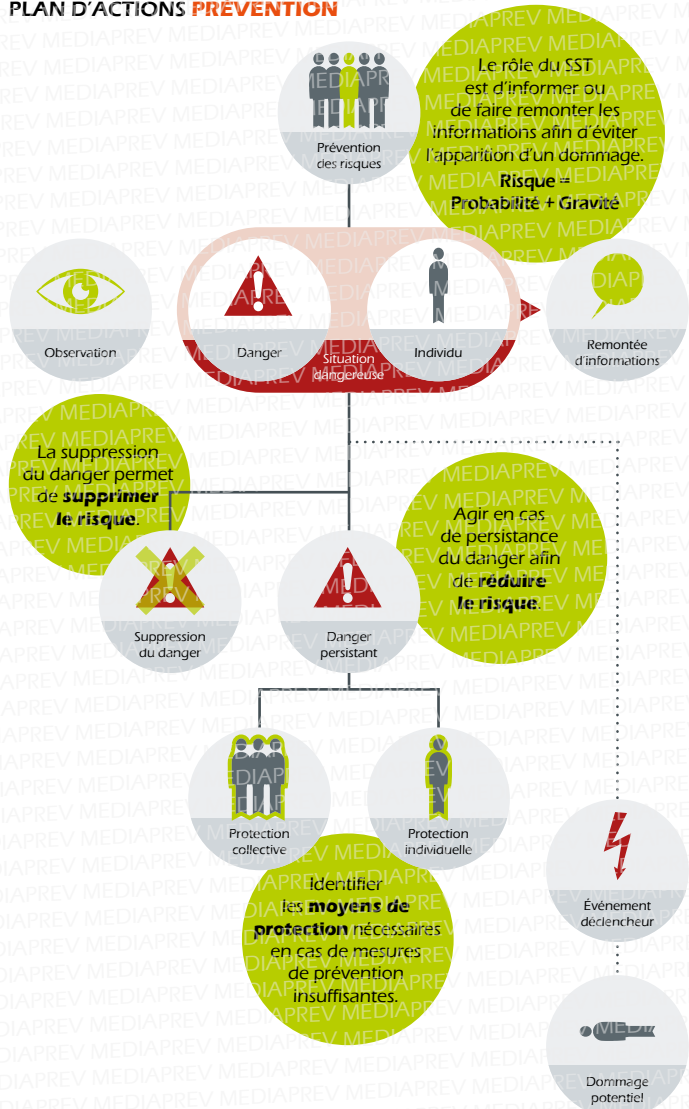 PLAN D'ACTIONS PRÉVENTION
Le rôle du SST
est d'informer ou
de faire remonter les
informations afin d'éviter
l'apparition d'un dommage.
Risque =
Probabilité + Gravité
Prévention
des risques
Observation
Danger
Situation
dangereuse
Individu
Remontée
d'informations
La suppression
du danger permet
de supprimer
le risque.
Agir en cas
de persistance
du danger afin
de réduire
le risque.
Suppression
du danger
Danger
persistant
Protection
collective
Protection
individuelle
Identifier
les moyens de
protection nécessaires
en cas de mesures
de prévention
insuffisantes.
Événement
déclencheur
Dommage
potentiel
MEDIAPREV